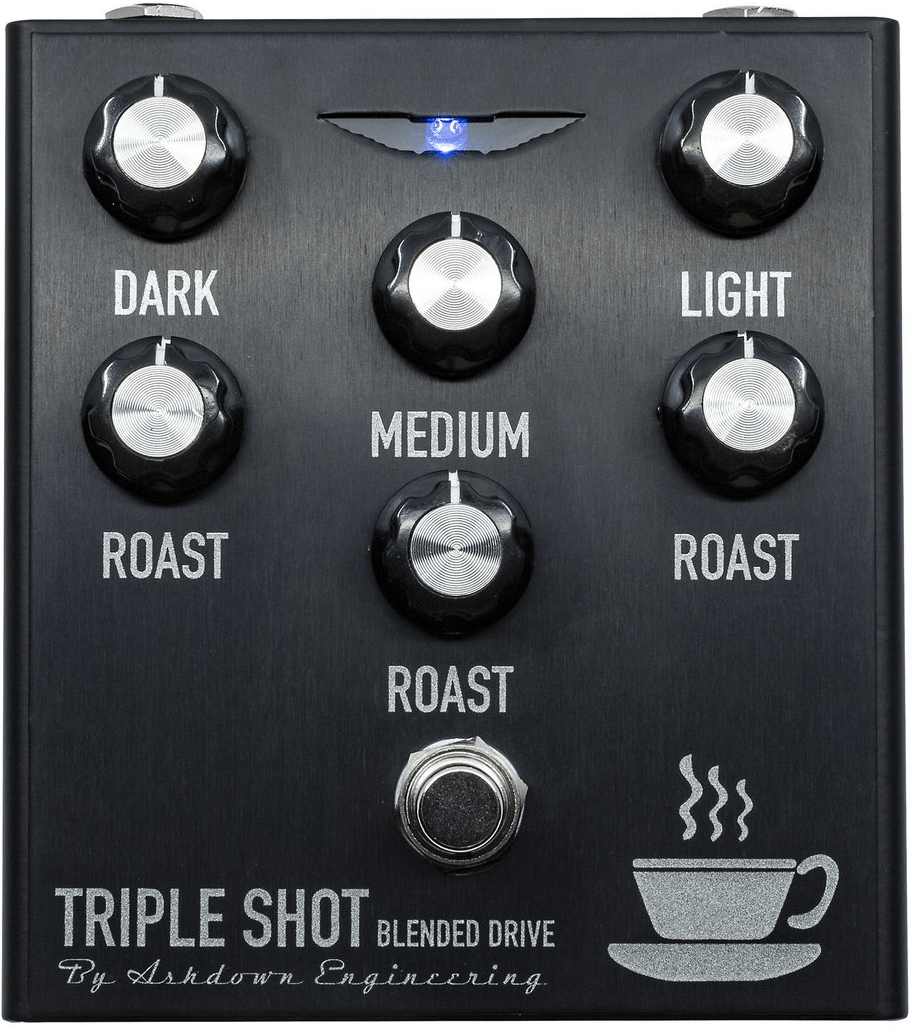 DARK
LIGHT
MEDIUM
ROAST
ROAST
ROAST
TRIPLE SHOT BLENDED DRIVE
By Ashdown Engineering.